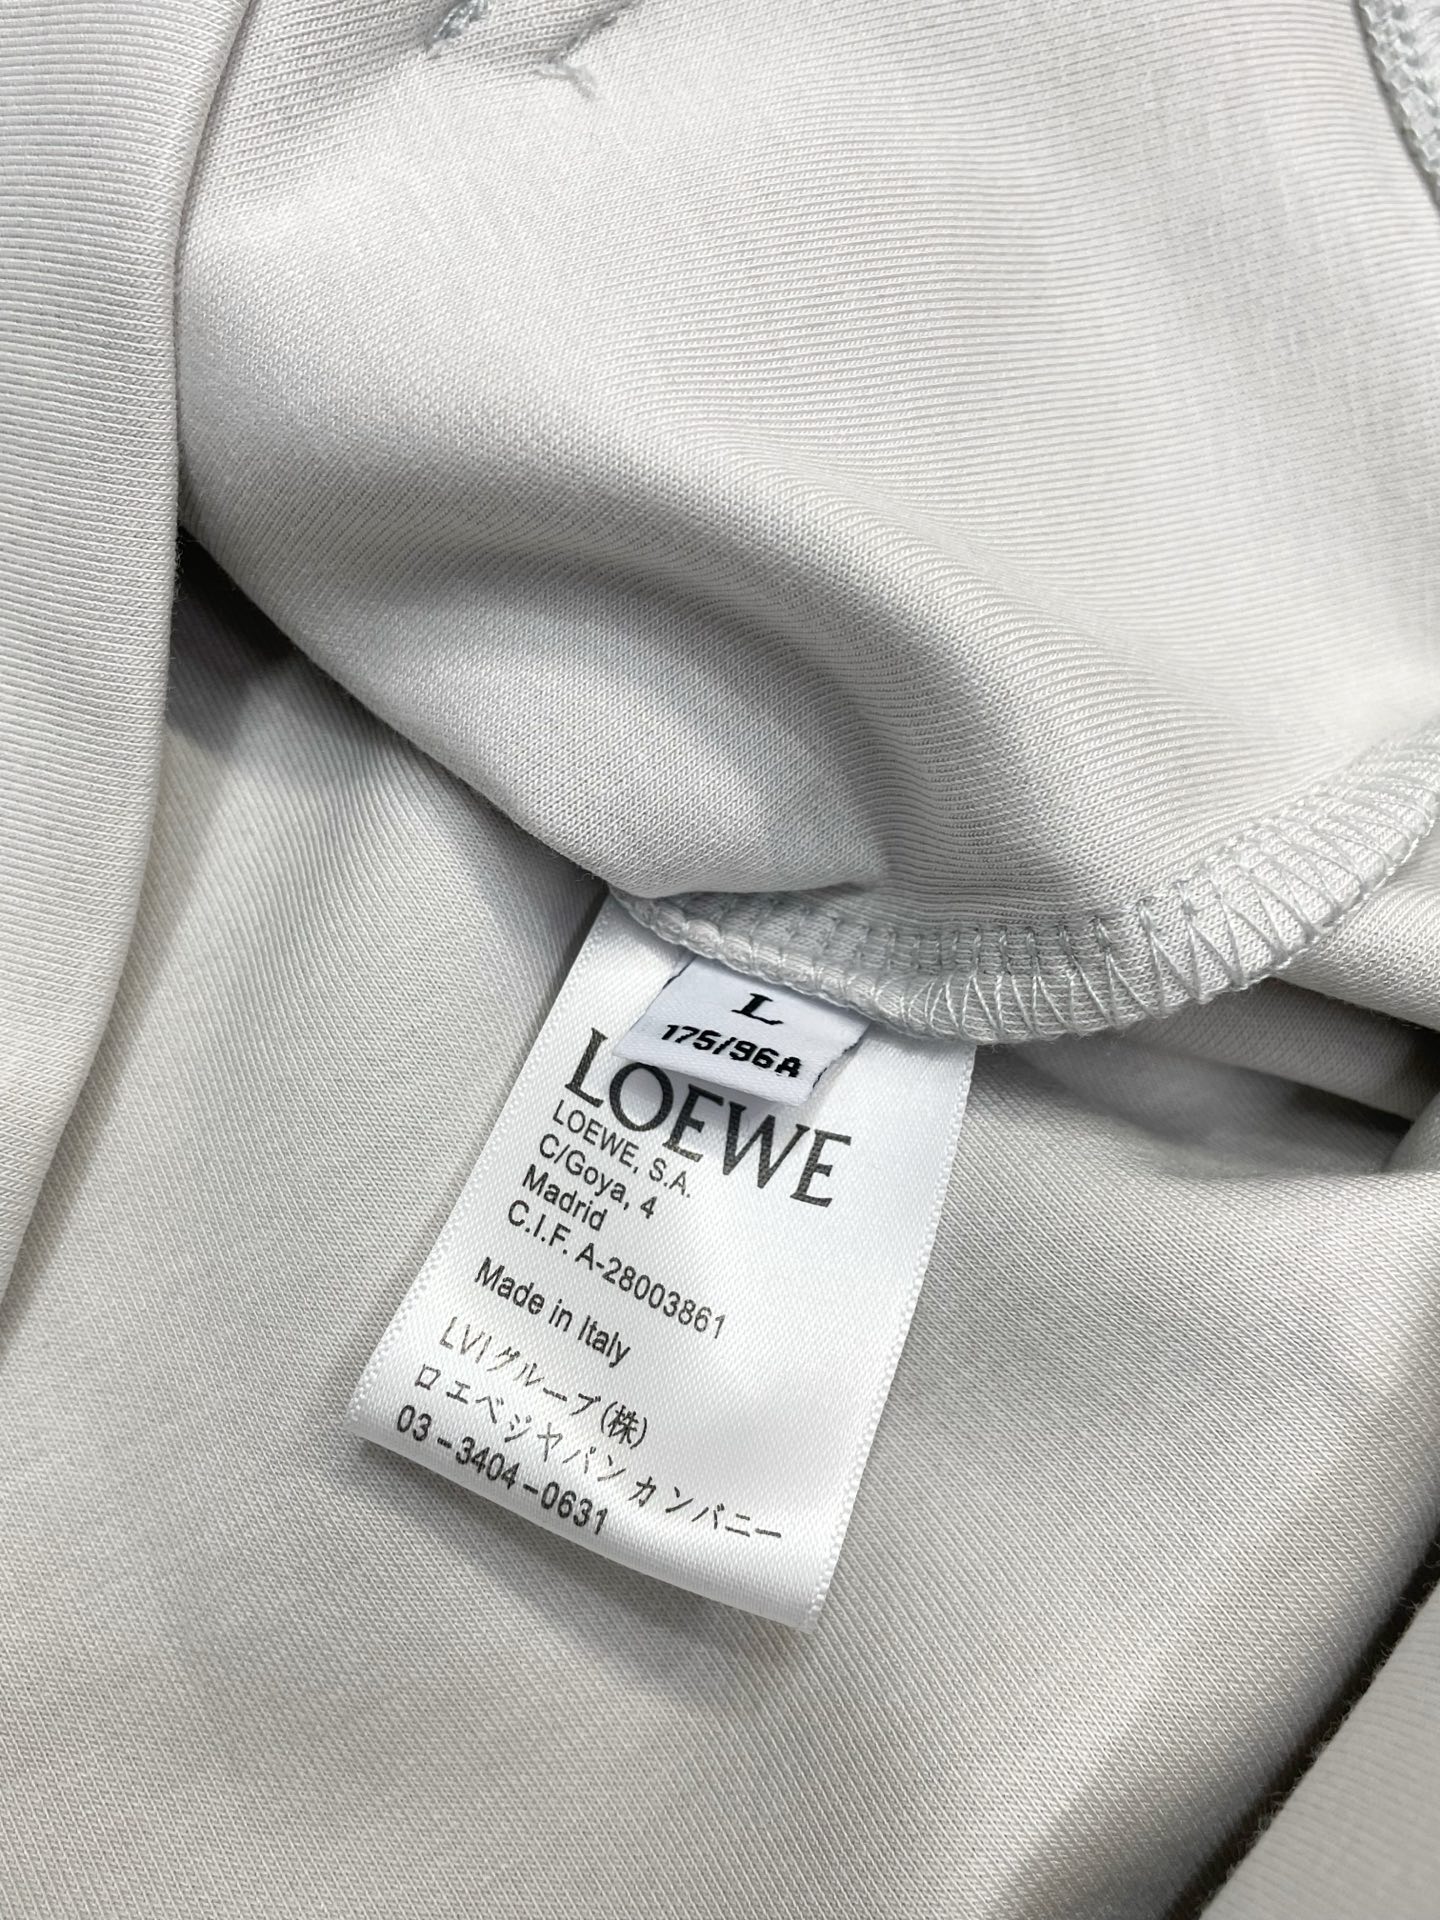 L
175/96A
LOEWE
LOEWE, S.A.
C/Goya, 4
Madrid
C.I.F. A-28003861
Made in Italy
LVIグループ(株)
ロエベジャパンカンパニー
03-3404-0631